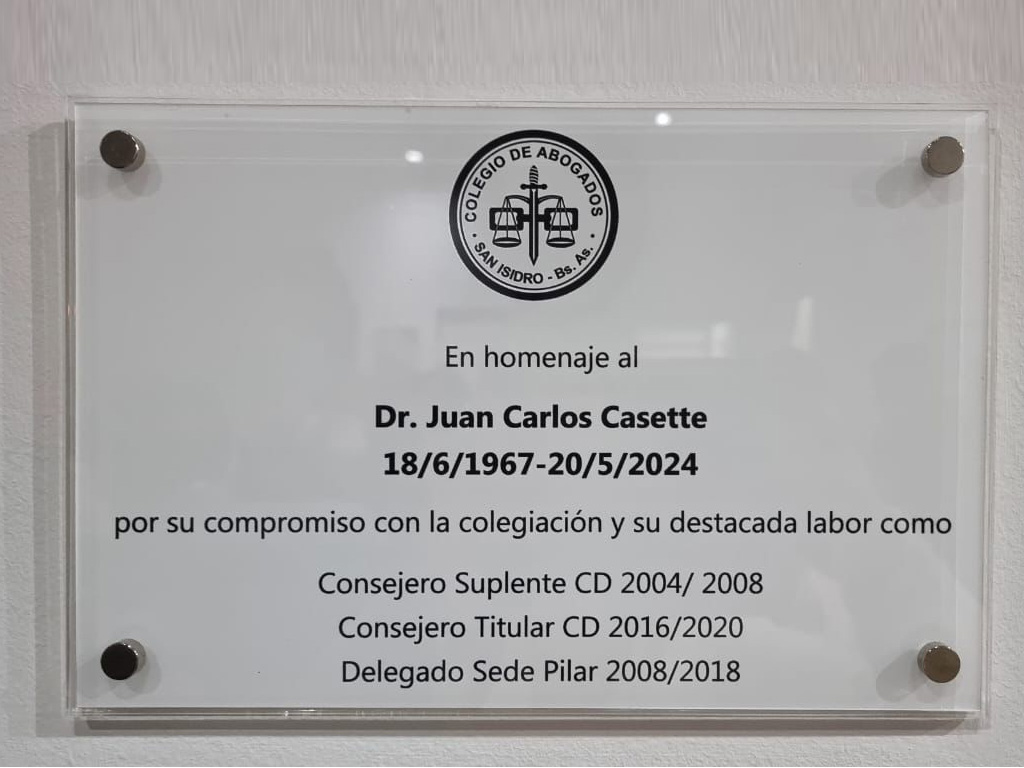 COLEGIO DE ABOGADOS
· SAN ISIDRO - Bs. As. ·
En homenaje al
Dr. Juan Carlos Casette
18/6/1967-20/5/2024
por su compromiso con la colegiación y su destacada labor como
Consejero Suplente CD 2004/ 2008
Consejero Titular CD 2016/2020
Delegado Sede Pilar 2008/2018